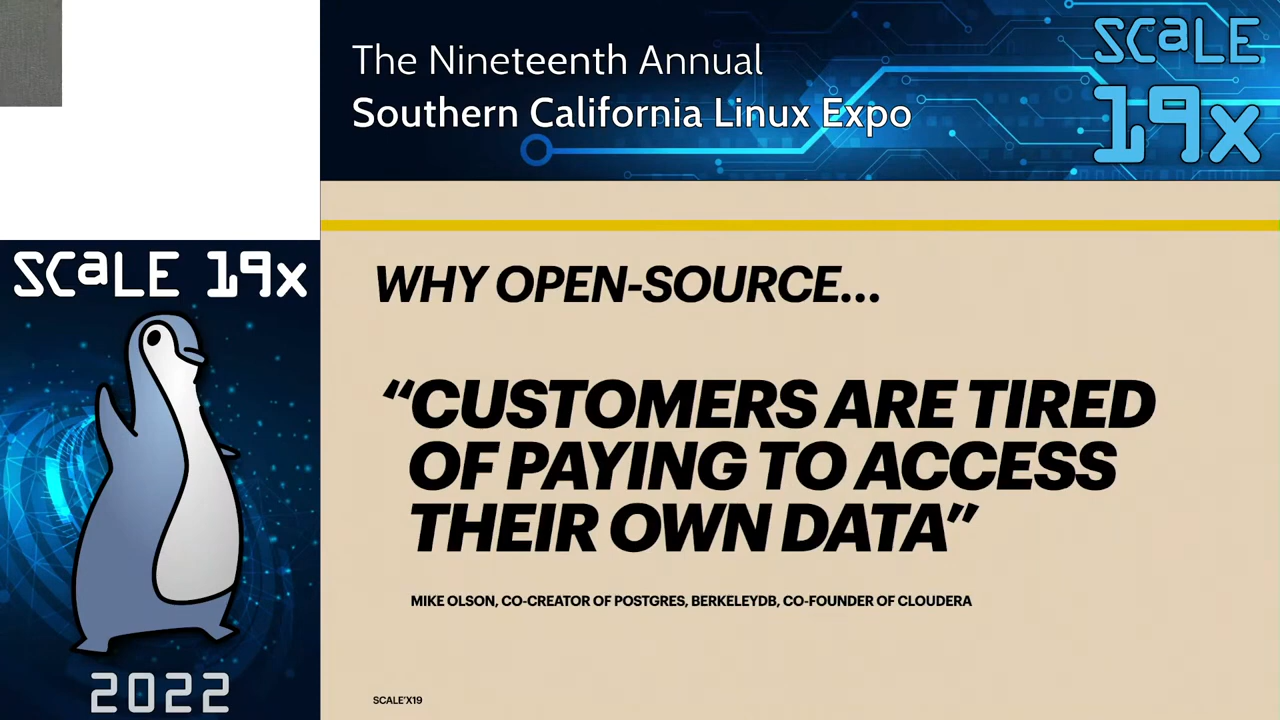 The Nineteenth Annual
Southern California Linux Expo
SCaLE
19x
SCaLE 19x
2022
WHY OPEN-SOURCE...
“CUSTOMERS ARE TIRED
OF PAYING TO ACCESS
THEIR OWN DATA”
MIKE OLSON, CO-CREATOR OF POSTGRES, BERKELEYDB, CO-FOUNDER OF CLOUDERA
SCALE'X19